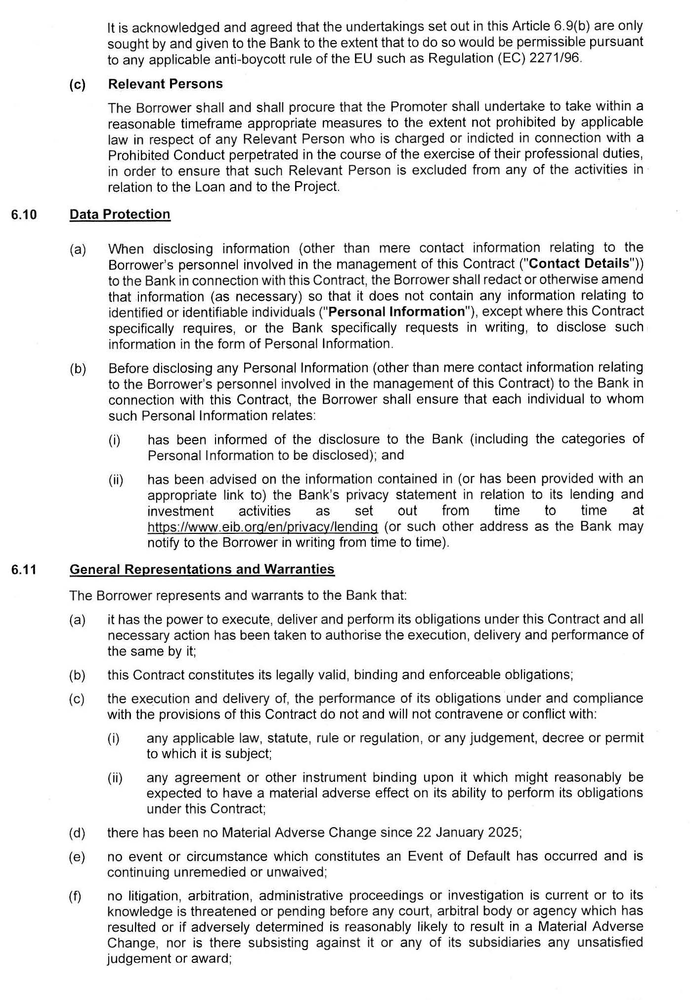 It is acknowledged and agreed that the undertakings set out in this Article 6.9(b) are only
sought by and given to the Bank to the extent that to do so would be permissible pursuant
to any applicable anti-boycott rule of the EU such as Regulation (EC) 2271/96.
(c) Relevant Persons
The Borrower shall and shall procure that the Promoter shall undertake to take within a
reasonable timeframe appropriate measures to the extent not prohibited by applicable
law in respect of any Relevant Person who is charged or indicted in connection with a
Prohibited Conduct perpetrated in the course of the exercise of their professional duties,
in order to ensure that such Relevant Person is excluded from any of the activities in
relation to the Loan and to the Project.
6.10 Data Protection
(a) When disclosing information (other than mere contact information relating to the
Borrower's personnel involved in the management of this Contract ("Contact Details"))
to the Bank in connection with this Contract, the Borrower shall redact or otherwise amend
that information (as necessary) so that it does not contain any information relating to
identified or identifiable individuals ("Personal Information"), except where this Contract
specifically requires, or the Bank specifically requests in writing, to disclose such
information in the form of Personal Information.
(b) Before disclosing any Personal Information (other than mere contact information relating
to the Borrower's personnel involved in the management of this Contract) to the Bank in
connection with this Contract, the Borrower shall ensure that each individual to whom
such Personal Information relates:
(i) has been informed of the disclosure to the Bank (including the categories of
Personal Information to be disclosed); and
(ii) has been advised on the information contained in (or has been provided with an
appropriate link to) the Bank's privacy statement in relation to its lending and
investment activities as set out from time to time at
https://www.eib.org/en/privacy/lending (or such other address as the Bank may
notify to the Borrower in writing from time to time).
6.11 General Representations and Warranties
The Borrower represents and warrants to the Bank that:
(a) it has the power to execute, deliver and perform its obligations under this Contract and all
necessary action has been taken to authorise the execution, delivery and performance of
the same by it;
(b) this Contract constitutes its legally valid, binding and enforceable obligations;
(c) the execution and delivery of, the performance of its obligations under and compliance
with the provisions of this Contract do not and will not contravene or conflict with:
(i) any applicable law, statute, rule or regulation, or any judgement, decree or permit
to which it is subject;
(ii) any agreement or other instrument binding upon it which might reasonably be
expected to have a material adverse effect on its ability to perform its obligations
under this Contract;
(d) there has been no Material Adverse Change since 22 January 2025;
(e) no event or circumstance which constitutes an Event of Default has occurred and is
continuing unremedied or unwaived;
(f) no litigation, arbitration, administrative proceedings or investigation is current or to its
knowledge is threatened or pending before any court, arbitral body or agency which has
resulted or if adversely determined is reasonably likely to result in a Material Adverse
Change, nor is there subsisting against it or any of its subsidiaries any unsatisfied
judgement or award;